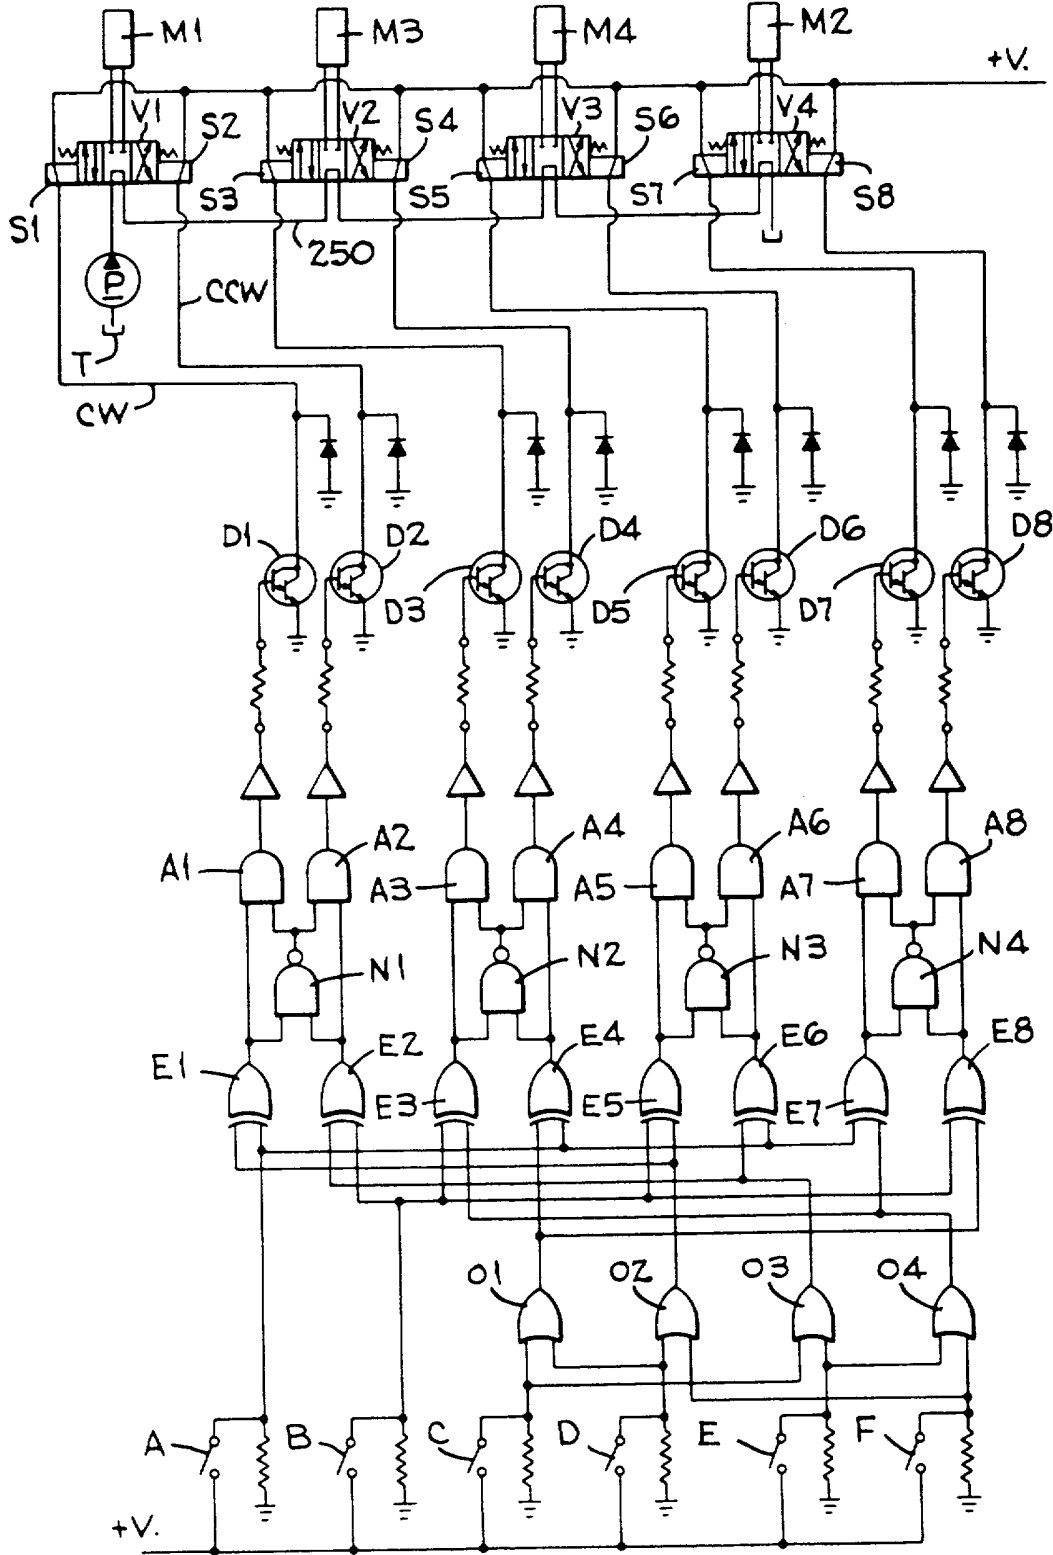 M1 M3 M4 M2
+V.
V1 V2 V3 V4
S2 S4 S6
S1 S3 S5 S7 S8
250
P
CCW
T
CW
D1 D2 D4 D6 D8
D3 D5 D7
A2 A4 A6 A8
A1 A3 A5 A7
N1 N2 N3 N4
E2 E4 E6 E8
E1 E3 E5 E7
O1 O2 O3 O4
A B C D E F
+V.